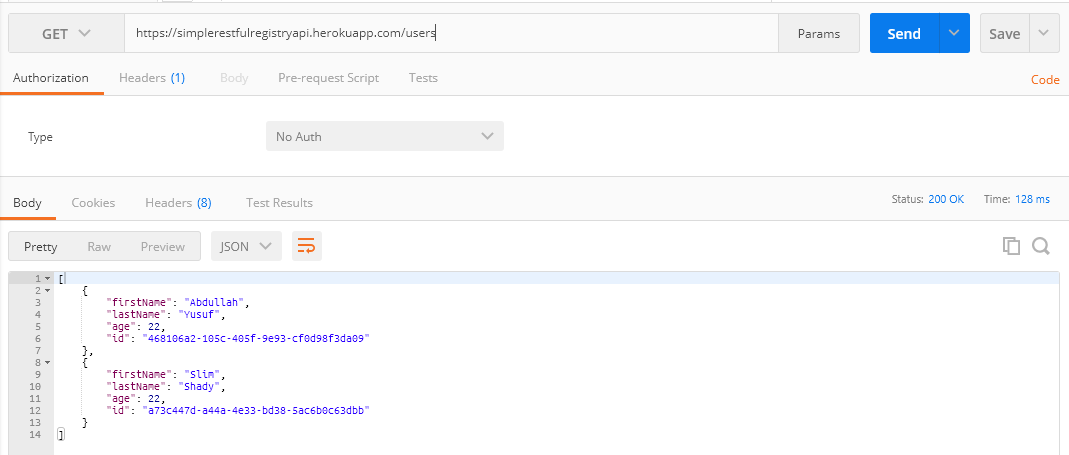 GET https://simplerestfulregistryapi.herokuapp.com/users Params Send Save
Authorization Headers (1) Body Pre-request Script Tests Code
Type No Auth
Body Cookies Headers (8) Test Results Status: 200 OK Time: 128 ms
Pretty Raw Preview JSON
1 [
2 {
3 "firstName": "Abdullah",
4 "lastName": "Yusuf",
5 "age": 22,
6 "id": "468106a2-105c-405f-9e93-cf0d98f3da09"
7 },
8 {
9 "firstName": "Slim",
10 "lastName": "Shady",
11 "age": 22,
12 "id": "a73c447d-a44a-4e33-bd38-5ac6b0c63dbb"
13 }
14 ]